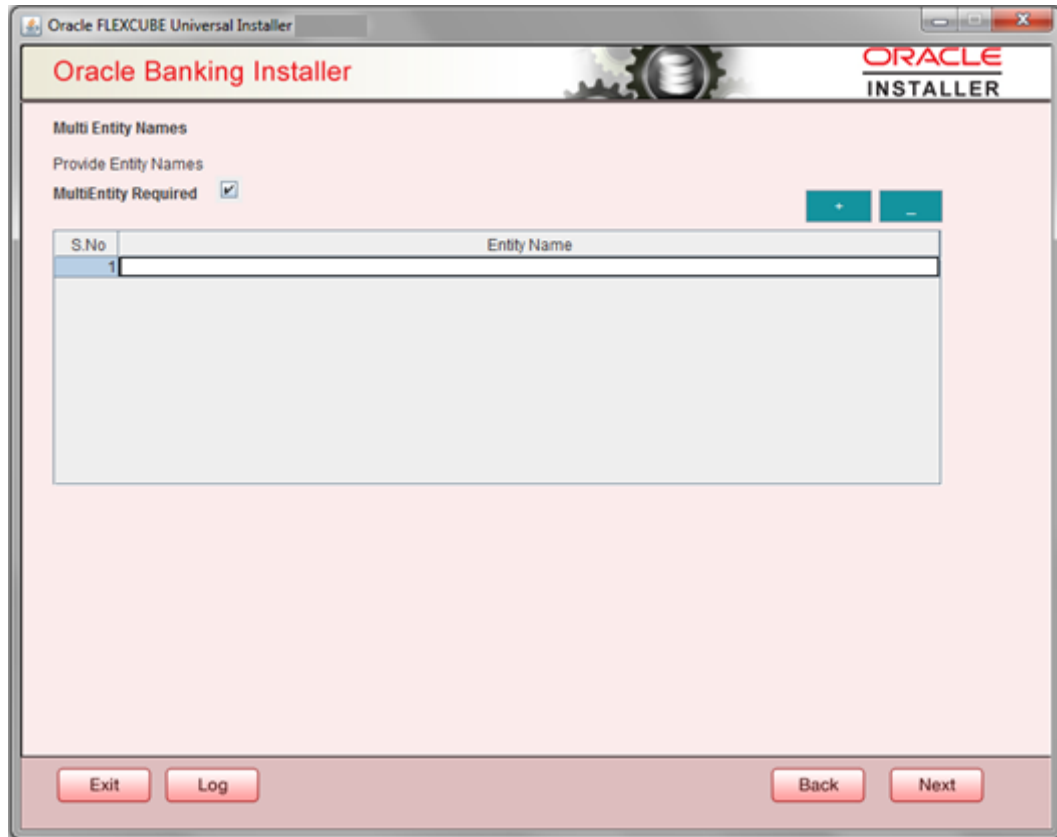 Oracle FLEXCUBE Universal Installer
Oracle Banking Installer
ORACLE
INSTALLER
Multi Entity Names
Provide Entity Names
MultiEntity Required
+ _
S.No Entity Name
1
Exit Log Back Next